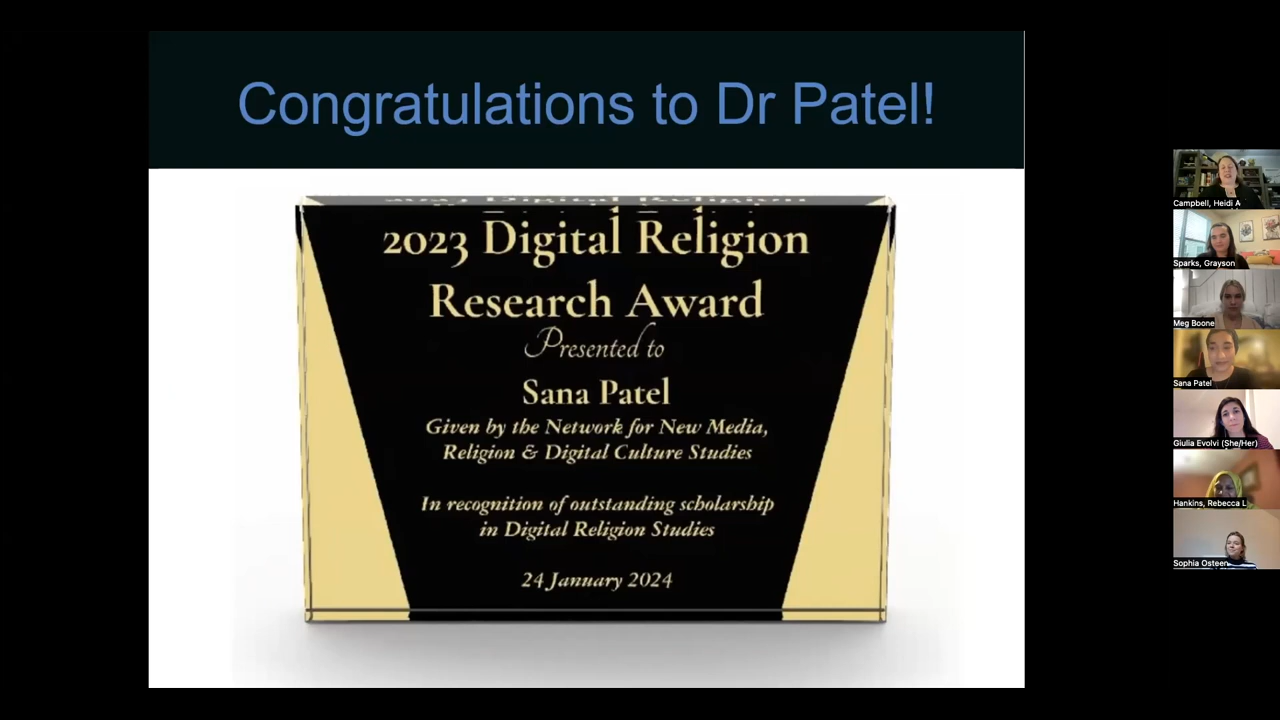 Congratulations to Dr Patel!
2023 Digital Religion
Research Award
Presented to
Sana Patel
Given by the Network for New Media,
Religion & Digital Culture Studies
In recognition of outstanding scholarship
in Digital Religion Studies
24 January 2024
Campbell, Heidi A
Sparks, Grayson
Meg Boone
Sana Patel
Giulia Evolvi (She/Her)
Hankins, Rebecca L
Sophia Osteen